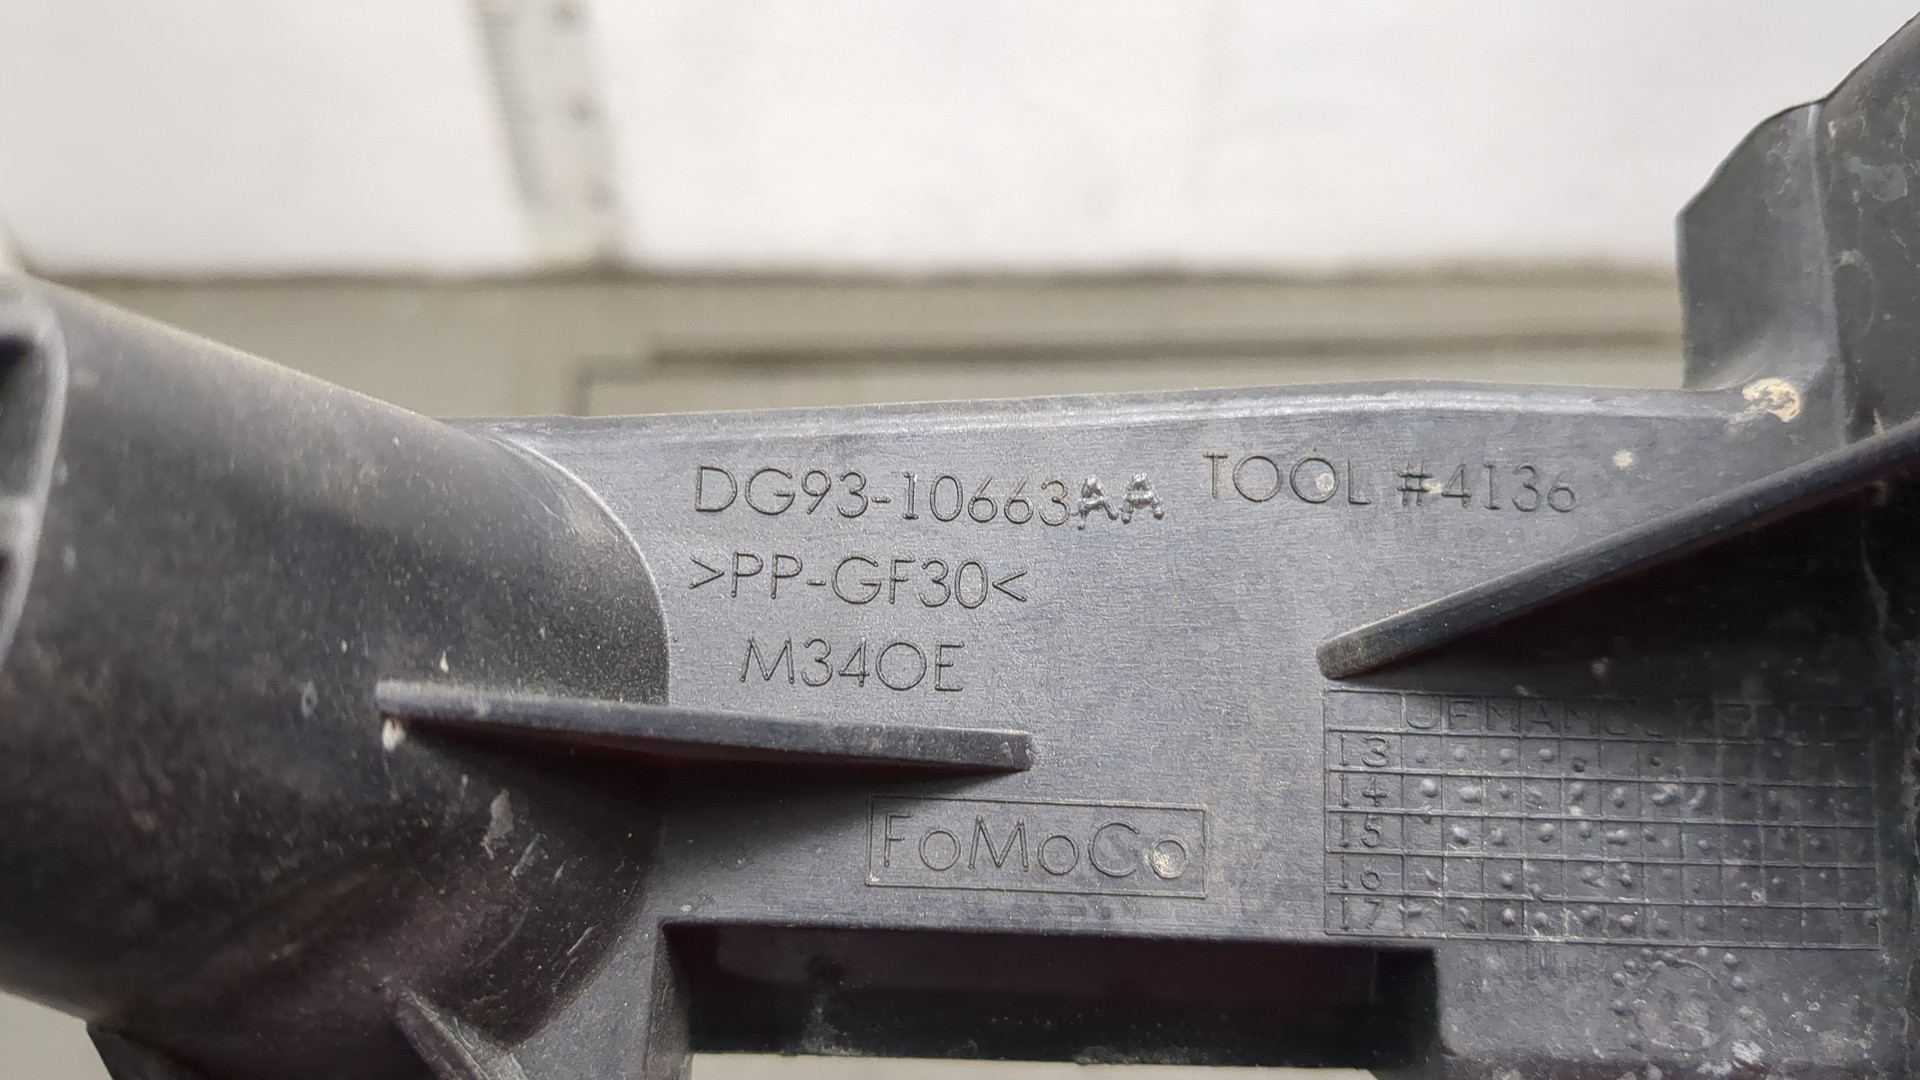 DG93-10663AA TOOL #4136
>PP-GF30<
M34OE
FoMoCo
13
14
15
16
17